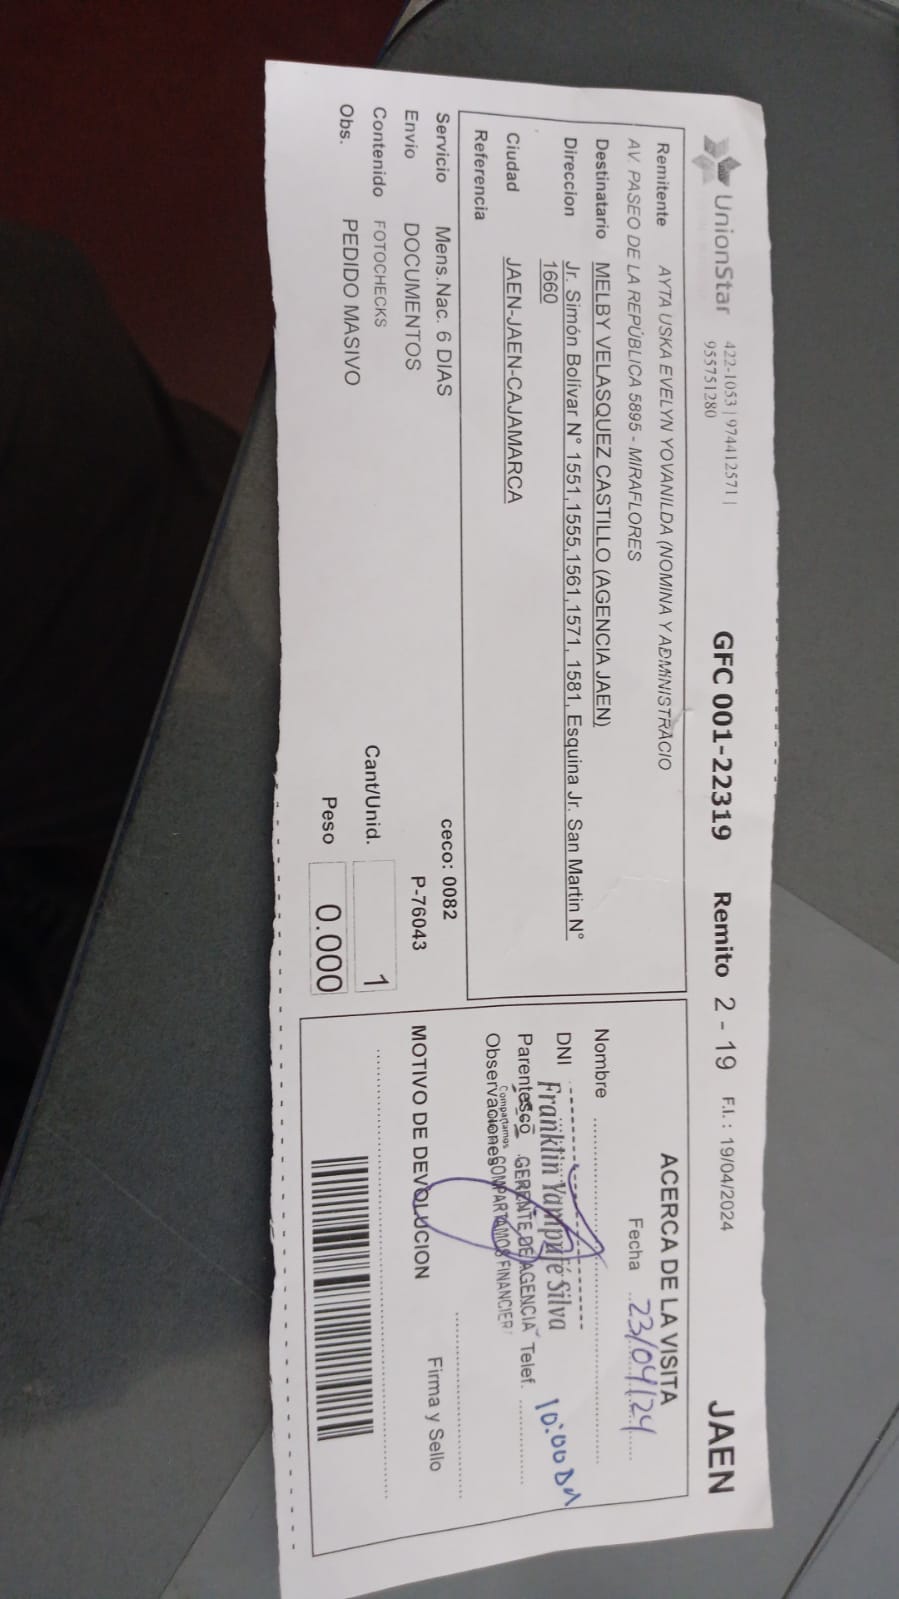 UnionStar
422-1053 | 974412571 |
955751280
GFC 001-22319 Remito 2 - 19 F.I. : 19/04/2024 JAEN
Remitente AYTA USKA EVELYN YOVANILDA (NOMINA Y ADMINISTRACIO
AV. PASEO DE LA REPÚBLICA 5895 - MIRAFLORES
Destinatario MELBY VELASQUEZ CASTILLO (AGENCIA JAEN)
Direccion Jr. Simón Bolívar N° 1551,1555,1561,1571, 1581, Esquina Jr. San Martin N°
1660
Ciudad JAEN-JAEN-CAJAMARCA
Referencia
Servicio Mens.Nac. 6 DIAS ceco: 0082
Envio DOCUMENTOS P-76043
Contenido FOTOCHECKS Cant/Unid. 1
Obs. PEDIDO MASIVO Peso 0.000
ACERCA DE LA VISITA
Fecha 23/04/24
Nombre
DNI
Franklin Yampufé Silva 10:00
Parentesco GERENTE DE AGENCIA Telef.
Observaciones Compartamos COMPARTAMOS FINANCIER
MOTIVO DE DEVOLUCION Firma y Sello